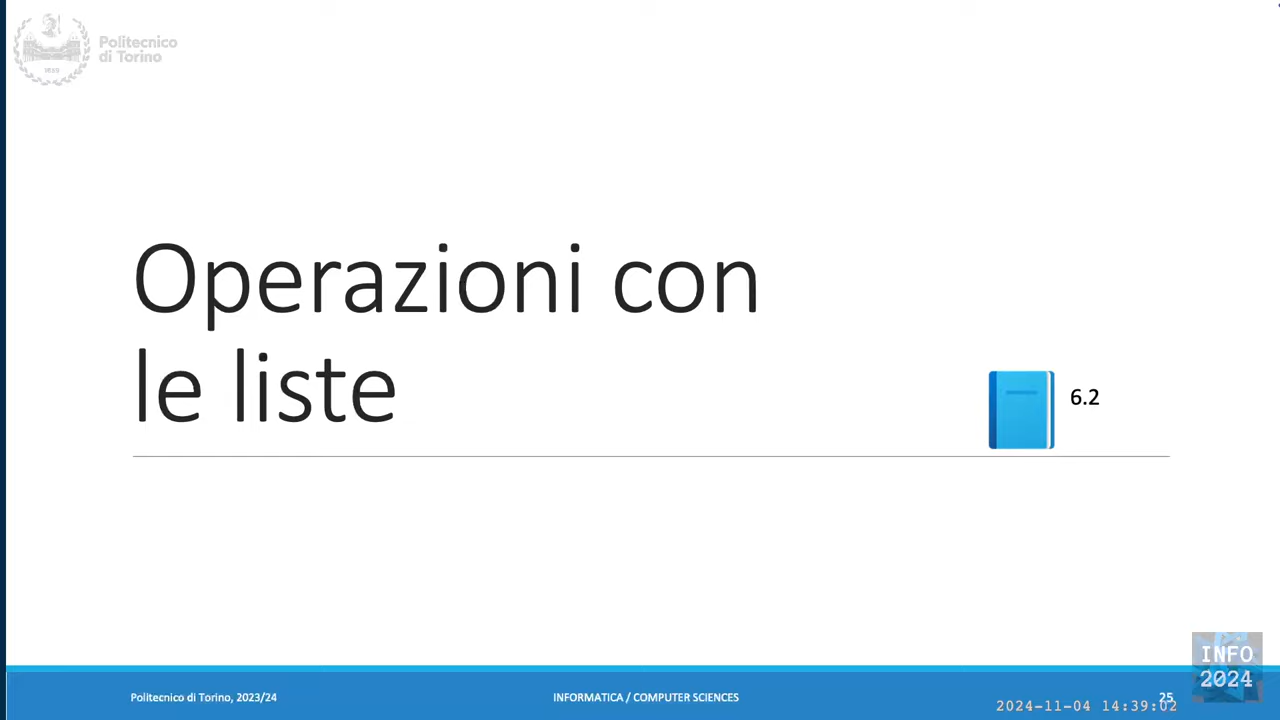 Politecnico
di Torino
1859
Operazioni con
le liste
6.2
Politecnico di Torino, 2023/24
INFORMATICA / COMPUTER SCIENCES
25
INFO
2024
2024-11-04 14:39:02